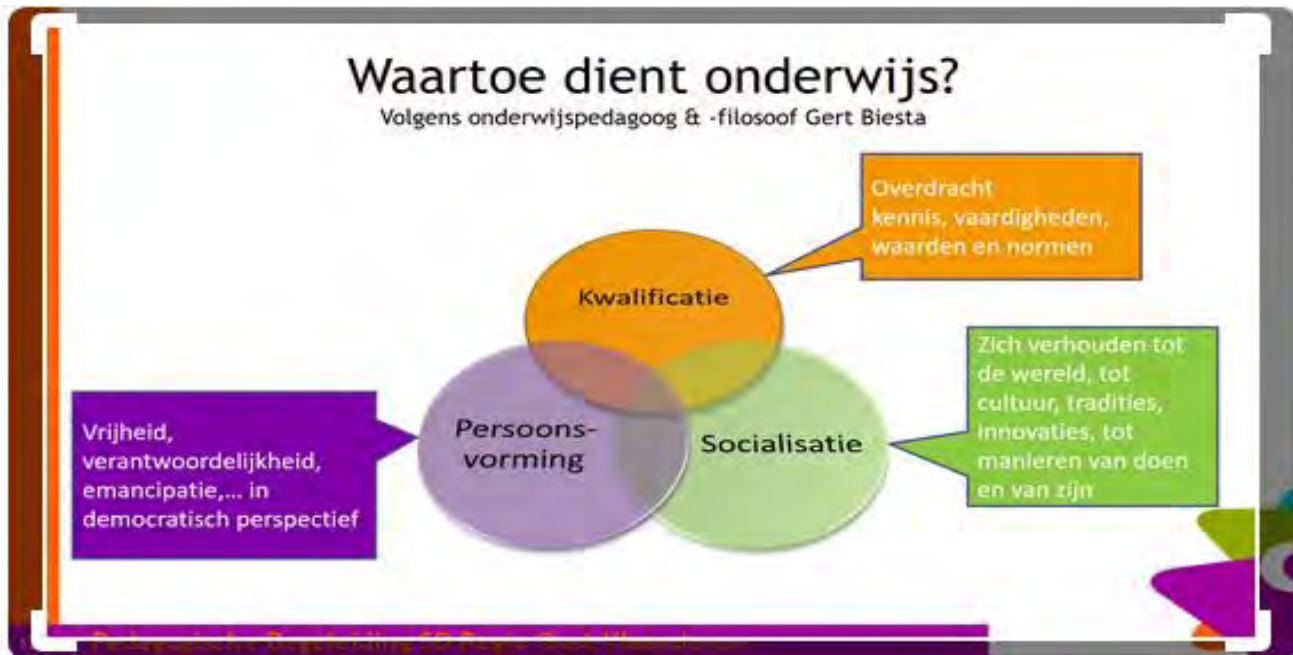 Waartoe dient onderwijs?
Volgens onderwijspedagoog & -filosoof Gert Biesta
Overdracht
kennis, vaardigheden,
waarden en normen
Kwalificatie
Zich verhouden tot
de wereld, tot
cultuur, tradities,
innovaties, tot
manieren van doen
en van zijn
Vrijheid,
verantwoordelijkheid,
emancipatie,... in
democratisch perspectief
Persoons-
vorming
Socialisatie
Pedagogische Begeleiding